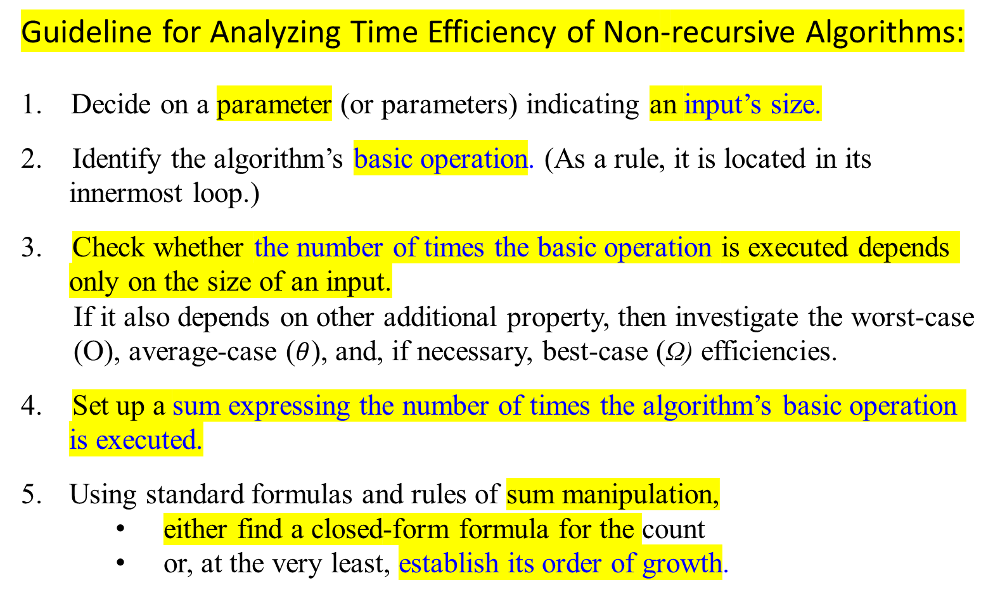 Guideline for Analyzing Time Efficiency of Non-recursive Algorithms:
1. Decide on a parameter (or parameters) indicating an input’s size.
2. Identify the algorithm’s basic operation. (As a rule, it is located in its
innermost loop.)
3. Check whether the number of times the basic operation is executed depends
only on the size of an input.
If it also depends on other additional property, then investigate the worst-case
(O), average-case (θ), and, if necessary, best-case (Ω) efficiencies.
4. Set up a sum expressing the number of times the algorithm’s basic operation
is executed.
5. Using standard formulas and rules of sum manipulation,
• either find a closed-form formula for the count
• or, at the very least, establish its order of growth.